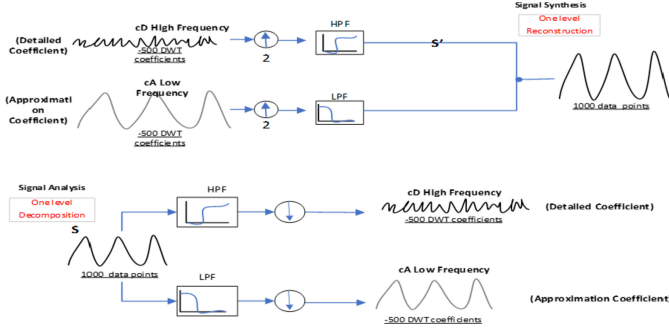 Signal Synthesis
One level
Reconstruction
cD High Frequency
HPF
(Detailed
Coefficient)
-500 DWT
coefficients
2
S'
cA Low
Frequency
(Approximati
on
Coefficient)
LPF
2
-500 DWT
coefficients
1000 data points
Signal Analysis
One level
Decomposition
HPF
cD High Frequency
(Detailed Coefficient)
-500 DWT coefficients
S
1000 data points
LPF
cA Low Frequency
(Approximation Coefficient)
-500 DWT coefficients